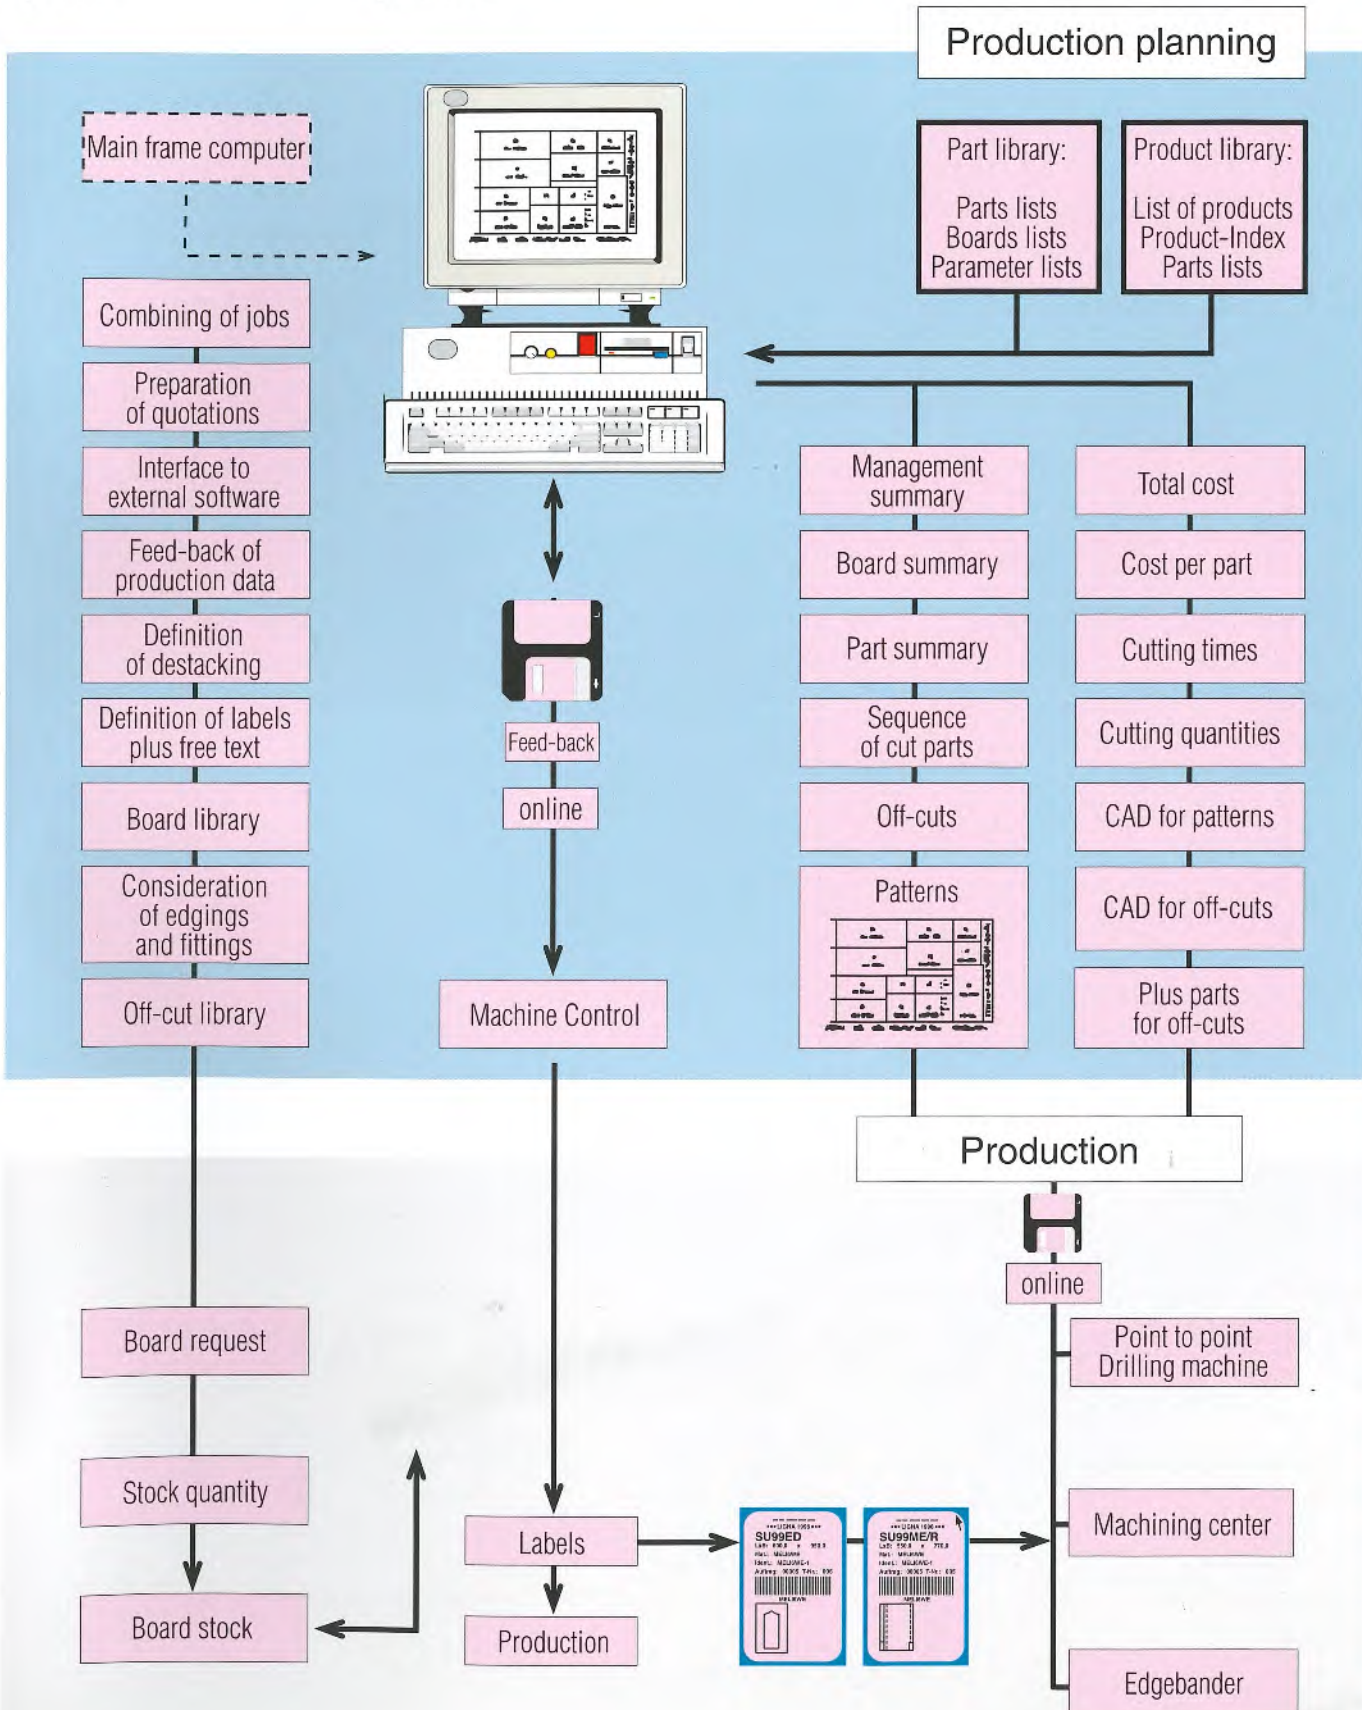 Production planning
Main frame computer
Part library:
Parts lists
Boards lists
Parameter lists
Product library:
List of products
Product-Index
Parts lists
Combining of jobs
Preparation
of quotations
Interface to
external software
Feed-back of
production data
Definition
of destacking
Definition of labels
plus free text
Board library
Consideration
of edgings
and fittings
Off-cut library
Feed-back
online
Machine Control
Management
summary
Board summary
Part summary
Sequence
of cut parts
Off-cuts
Patterns
Total cost
Cost per part
Cutting times
Cutting quantities
CAD for patterns
CAD for off-cuts
Plus parts
for off-cuts
Production
online
Point to point
Drilling machine
Machining center
Edgebander
Board request
Stock quantity
Board stock
Labels
Production
SU99ED
SU99ME/R